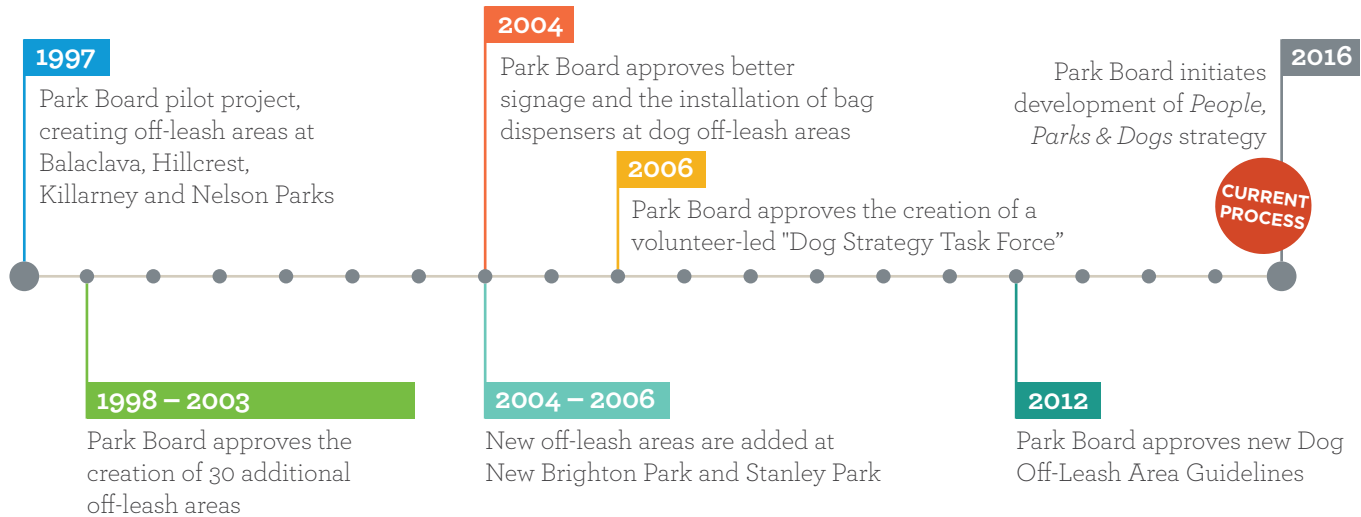 1997
Park Board pilot project,
creating off-leash areas at
Balaclava, Hillcrest,
Killarney and Nelson Parks
2004
Park Board approves better
signage and the installation of bag
dispensers at dog off-leash areas
2006
Park Board approves the creation of a
volunteer-led "Dog Strategy Task Force”
2016
Park Board initiates
development of People,
Parks & Dogs strategy
CURRENT
PROCESS
1998 – 2003
Park Board approves the
creation of 30 additional
off-leash areas
2004 – 2006
New off-leash areas are added at
New Brighton Park and Stanley Park
2012
Park Board approves new Dog
Off-Leash Area Guidelines